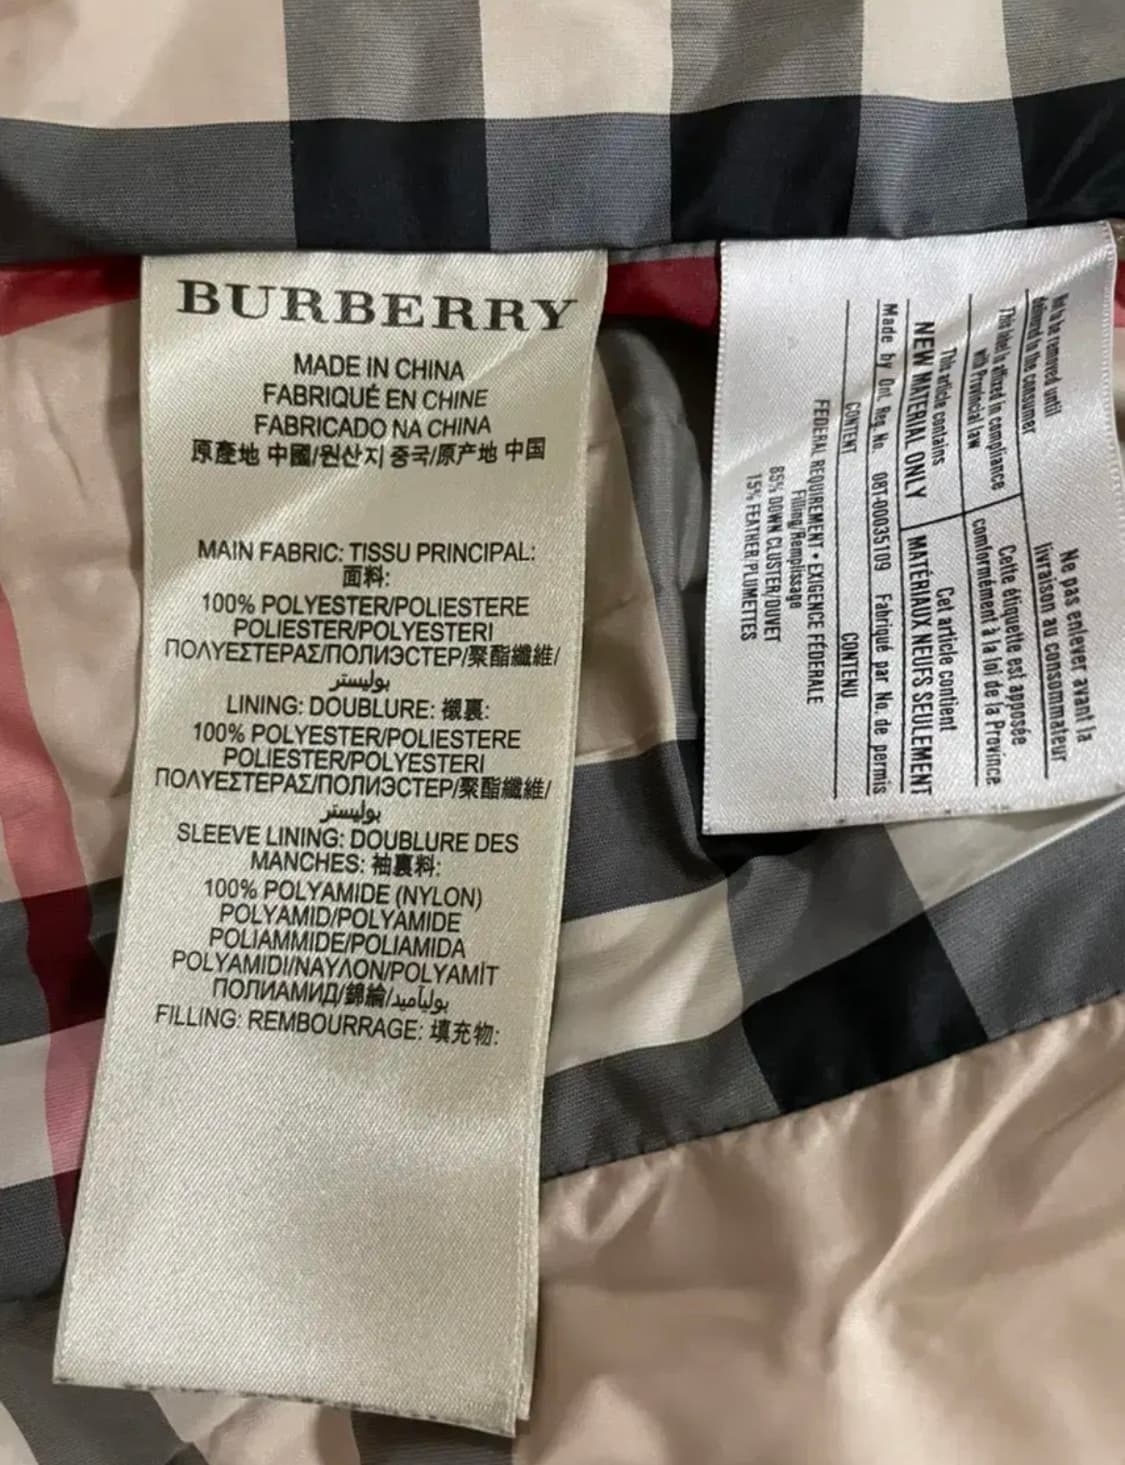 BURBERRY
MADE IN CHINA
FABRIQUÉ EN CHINE
FABRICADO NA CHINA
原產地 中國/원산지 중국/原产地 中国
MAIN FABRIC: TISSU PRINCIPAL:
面料:
100% POLYESTER/POLIESTERE
POLIESTER/POLYESTERI
ΠΟΛΥΕΣΤΕΡΑΣ/ПОЛИЭСТЕР/聚酯纖維/
بوليستر
LINING: DOUBLURE: 襯裏:
100% POLYESTER/POLIESTERE
POLIESTER/POLYESTERI
ΠΟΛΥΕΣΤΕΡΑΣ/ПОЛИЭСТЕР/聚酯纖維/
بوليستر
SLEEVE LINING: DOUBLURE DES
MANCHES: 袖裏料:
100% POLYAMIDE (NYLON)
POLYAMID/POLYAMIDE
POLIAMMIDE/POLIAMIDA
POLYAMIDI/ΝΑΥΛΟΝ/POLYAMİT
ПОЛИАМИД/錦綸/بولياميد
FILLING: REMBOURRAGE: 填充物:
Not to be removed until
delivered to the consumer
Ne pas enlever avant la
livraison au consommateur
This label is affixed in compliance
with Provincial law
Cette étiquette est apposée
conformément à la loi de la Province
This article contains
NEW MATERIAL ONLY
Cet article contient
MATÉRIAUX NEUFS SEULEMENT
Made by Ont. Reg. No. 08T-00035109 Fabriqué par No. de permis
CONTENT CONTENU
FEDERAL REQUIREMENT • EXIGENCE FÉDÉRALE
Filling/Remplissage
85% DOWN CLUSTER/DUVET
15% FEATHER/PLUMETTES